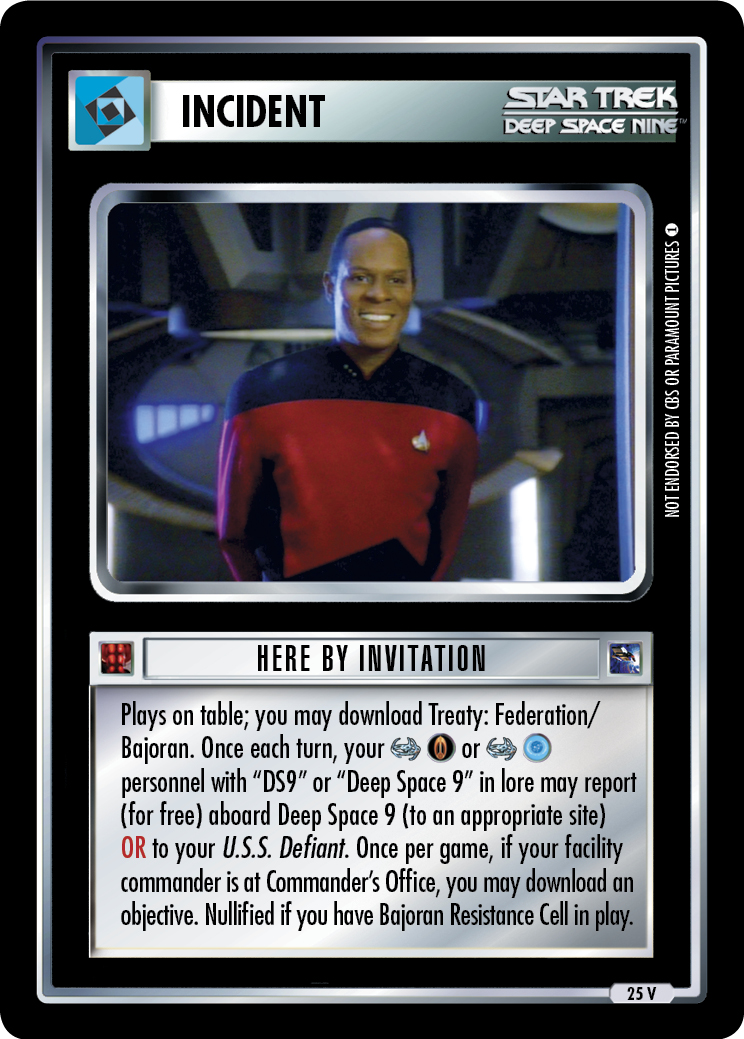 INCIDENT
STAR TREK
DEEP SPACE NINE™
NOT ENDORSED BY CBS OR PARAMOUNT PICTURES 1
HERE BY INVITATION
Plays on table; you may download Treaty: Federation/
Bajoran. Once each turn, your or
personnel with “DS9” or “Deep Space 9” in lore may report
(for free) aboard Deep Space 9 (to an appropriate site)
OR to your U.S.S. Defiant. Once per game, if your facility
commander is at Commander’s Office, you may download an
objective. Nullified if you have Bajoran Resistance Cell in play.
25 V